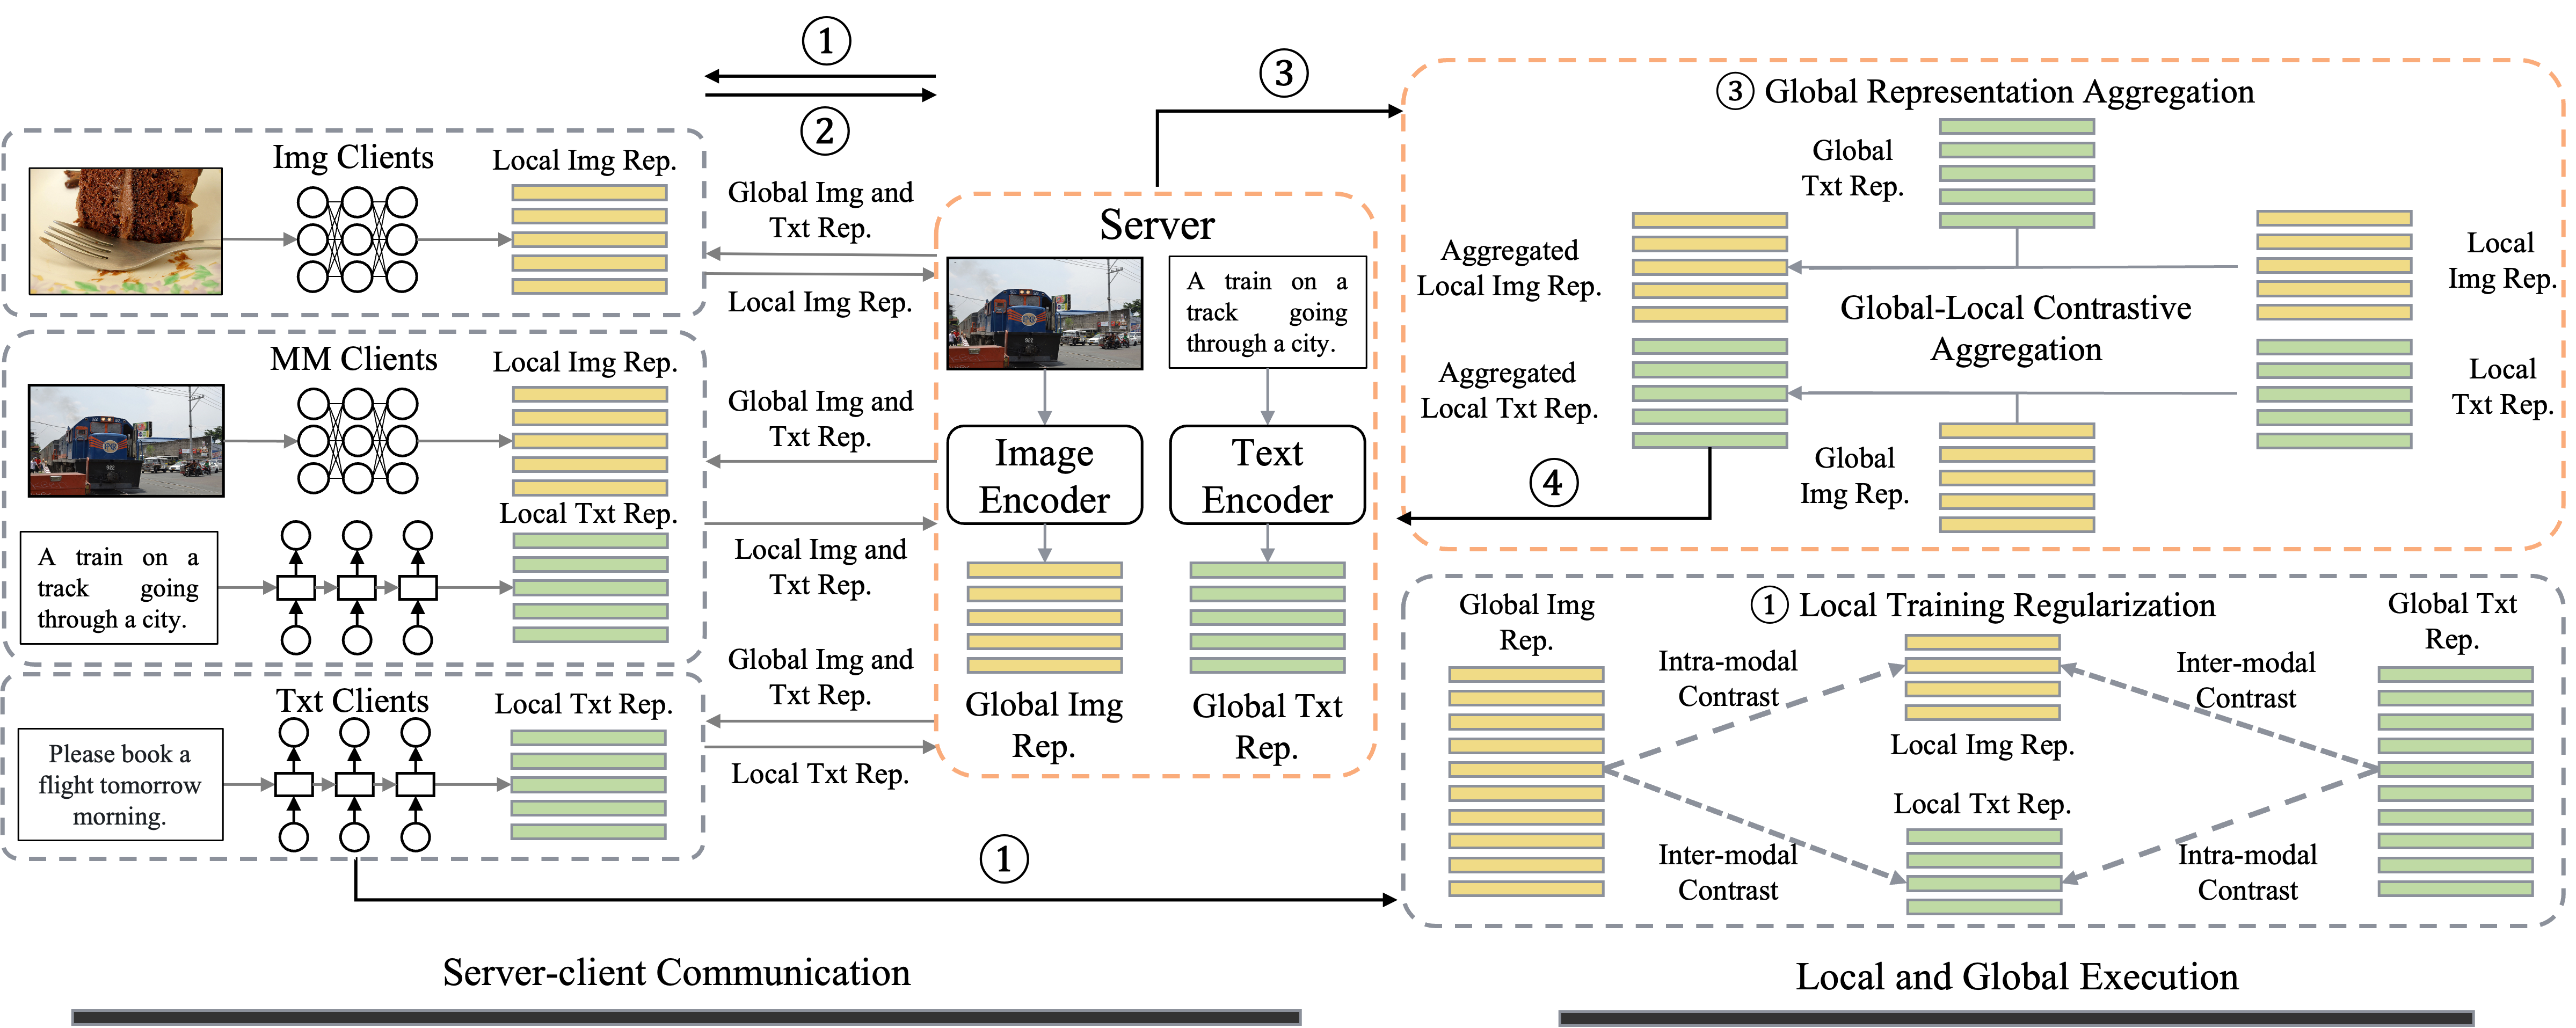 ①
②
Img Clients
Local Img Rep.
Global Img and
Txt Rep.
Local Img Rep.
MM Clients
Local Img Rep.
Global Img and
Txt Rep.
Local Txt Rep.
A train on a
track going
through a city.
Local Img and
Txt Rep.
Txt Clients
Local Txt Rep.
Please book a
flight tomorrow
morning.
Global Img and
Txt Rep.
Local Txt Rep.
①
③
Server
A train on a
track going
through a city.
Image
Encoder
Text
Encoder
Global Img
Rep.
Global Txt
Rep.
③ Global Representation Aggregation
Global
Txt Rep.
Aggregated
Local Img Rep.
Local
Img Rep.
Global-Local Contrastive
Aggregation
Aggregated
Local Txt Rep.
Local
Txt Rep.
Global
Img Rep.
④
Global Img
Rep.
① Local Training Regularization
Global Txt
Rep.
Intra-modal
Contrast
Inter-modal
Contrast
Local Img Rep.
Local Txt Rep.
Inter-modal
Contrast
Intra-modal
Contrast
Server-client Communication
Local and Global Execution